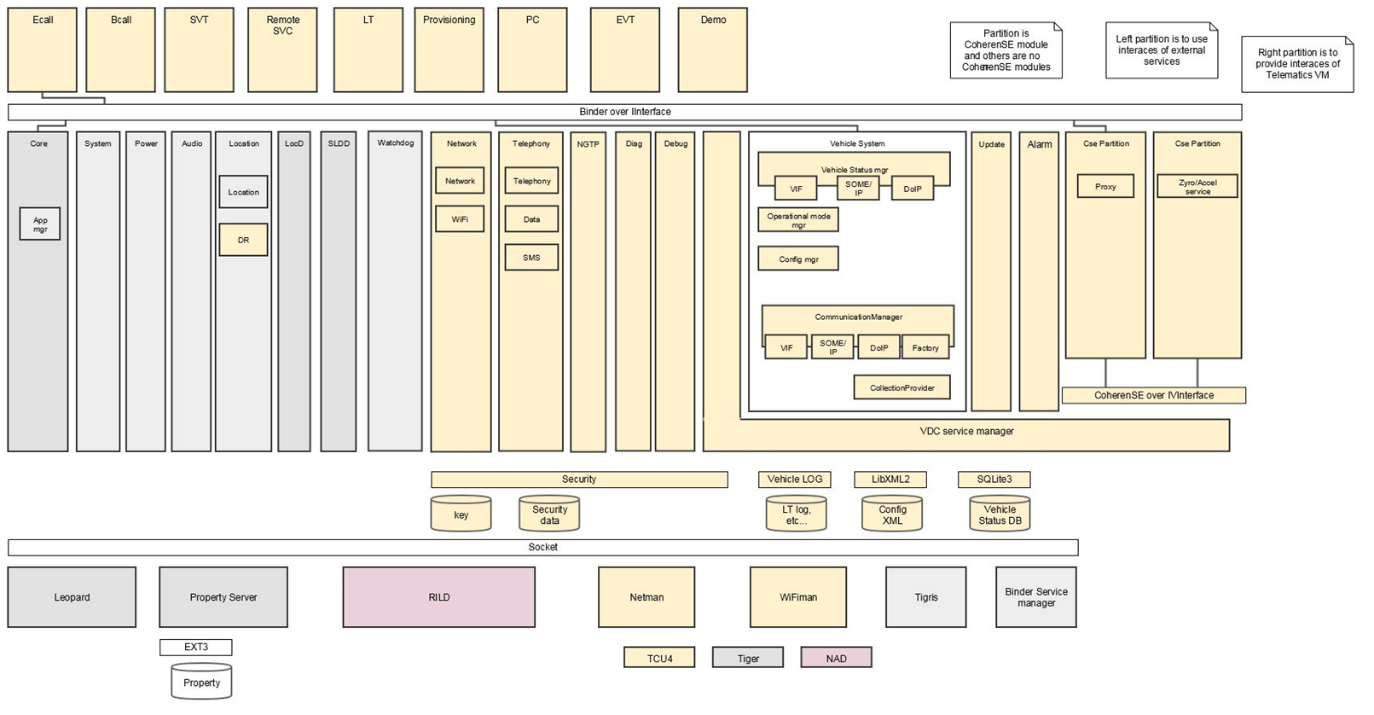 Ecall
Bcall
SVT
Remote
SVC
LT
Provisioning
PC
EVT
Demo
Partition is
CoherenSE module
and others are no
CoherenSE modules
Left partition is to use
interaces of external
services
Right partition is to
provide interaces of
Telematics VM
Binder over IInterface
Core
System
Power
Audio
Location
LocD
SLDD
Watchdog
Network
Telephony
NGTP
Diag
Debug
Vehicle System
Update
Alarm
Cse Partition
Cse Partition
App
mgr
Location
DR
Network
WiFi
Telephony
Data
SMS
Vehicle Status mgr
VIF
SOME/
IP
DoIP
Operational mode
mgr
Config mgr
CommunicationManager
VIF
SOME/
IP
DoIP
Factory
CollectionProvider
Proxy
Zyro/Accel
service
CoherenSE over IVInterface
VDC service manager
Security
Vehicle LOG
LibXML2
SQLite3
key
Security
data
LT log,
etc...
Config
XML
Vehicle
Status DB
Socket
Leopard
Property Server
RILD
Netman
WiFiman
Tigris
Binder Service
manager
EXT3
Property
TCU4
Tiger
NAD